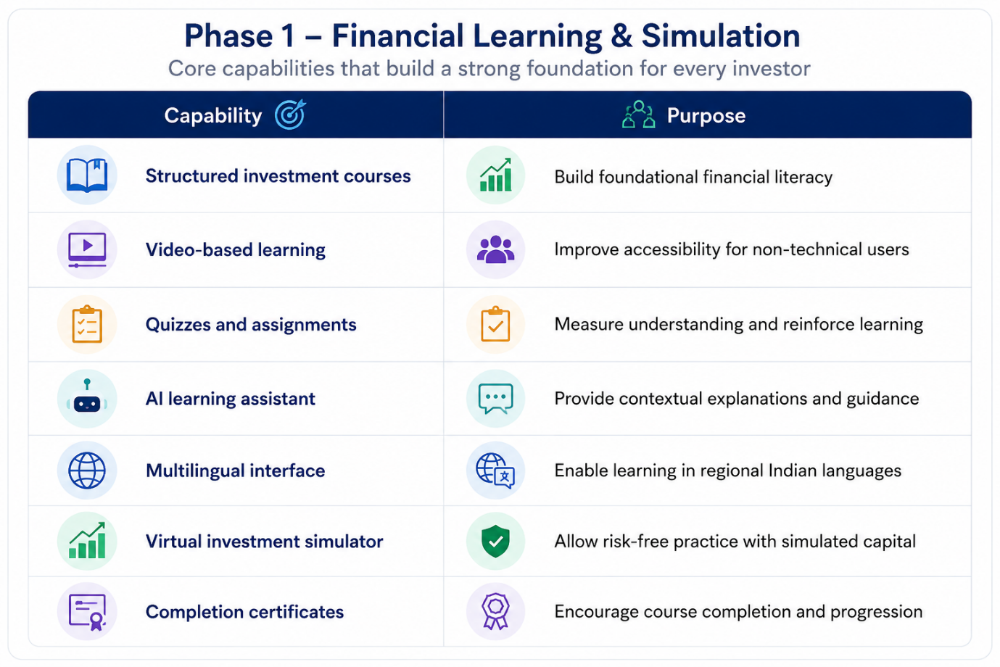 Phase 1 – Financial Learning & Simulation
Core capabilities that build a strong foundation for every investor
Capability
Purpose
Structured investment courses
Build foundational financial literacy
Video-based learning
Improve accessibility for non-technical users
Quizzes and assignments
Measure understanding and reinforce learning
AI learning assistant
Provide contextual explanations and guidance
Multilingual interface
文
Enable learning in regional Indian languages
Virtual investment simulator
Allow risk-free practice with simulated capital
Completion certificates
Encourage course completion and progression